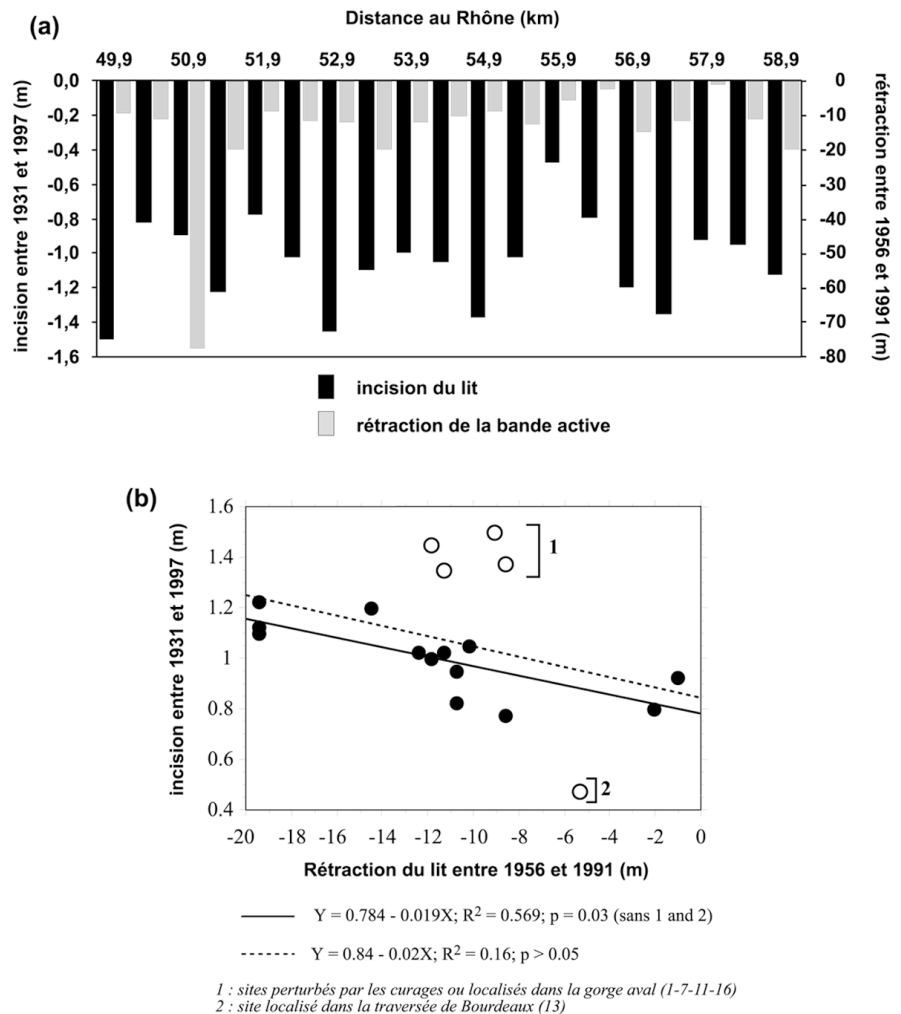 (a)
Distance au Rhône (km)
49,9 50,9 51,9 52,9 53,9 54,9 55,9 56,9 57,9 58,9
incision entre 1931 et 1997 (m)
0,0
-0,2
-0,4
-0,6
-0,8
-1,0
-1,2
-1,4
-1,6
0
-10
-20
-30
-40
-50
-60
-70
-80
rétraction entre 1956 et 1991 (m)
incision du lit
rétraction de la bande active
(b)
incision entre 1931 et 1997 (m)
1.6
1.4
1.2
1
0.8
0.6
0.4
1
2
-20 -18 -16 -14 -12 -10 -8 -6 -4 -2 0
Rétraction du lit entre 1956 et 1991 (m)
Y = 0.784 - 0.019X; R² = 0.569; p = 0.03 (sans 1 and 2)
Y = 0.84 - 0.02X; R² = 0.16; p > 0.05
1 : sites perturbés par les curages ou localisés dans la gorge aval (1-7-11-16)
2 : site localisé dans la traversée de Bourdeaux (13)